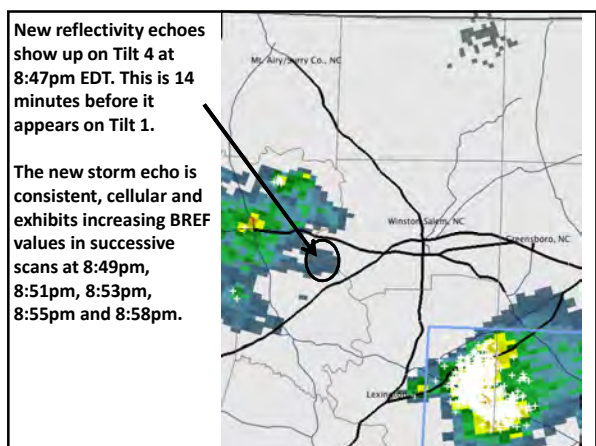 New reflectivity echoes
show up on Tilt 4 at
8:47pm EDT. This is 14
minutes before it
appears on Tilt 1.
The new storm echo is
consistent, cellular and
exhibits increasing BREF
values in successive
scans at 8:49pm,
8:51pm, 8:53pm,
8:55pm and 8:58pm.
Mt. Airy/Surry Co., NC
Winston Salem, NC
Greensboro, NC
Lexington